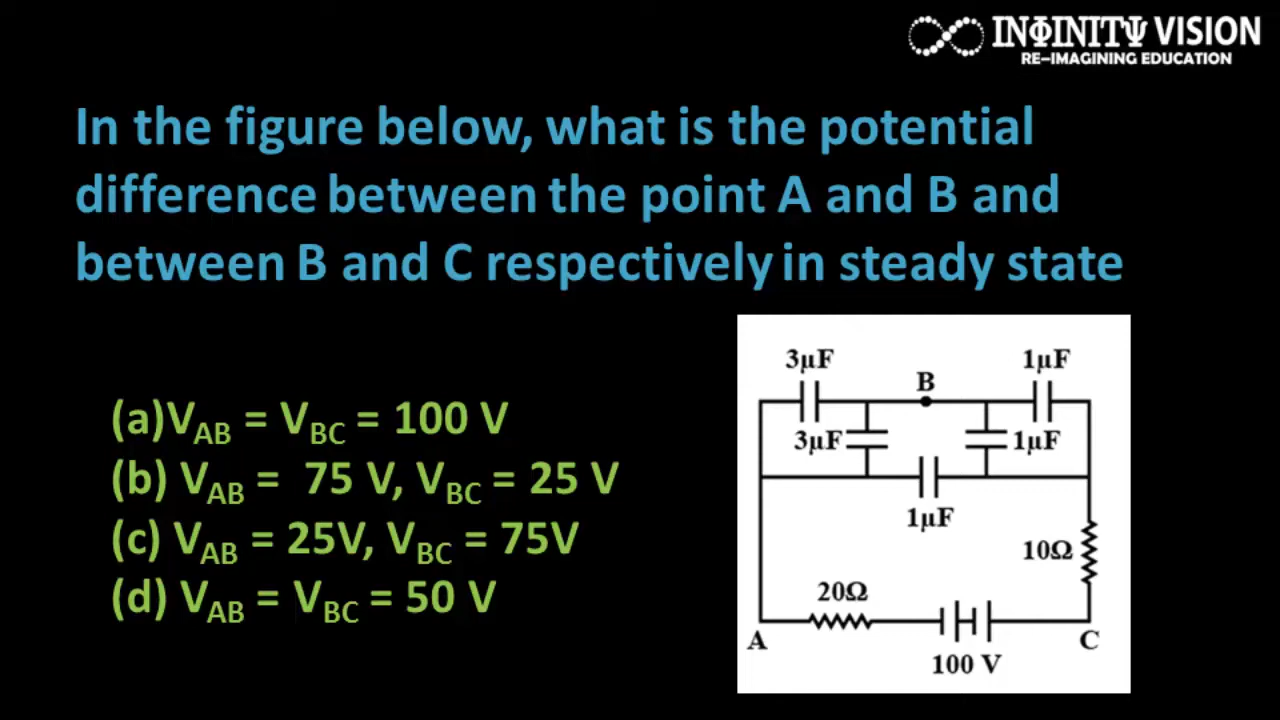 INΦINITΨ VISION
RE-IMAGINING EDUCATION
In the figure below, what is the potential
difference between the point A and B and
between B and C respectively in steady state
(a)VAB = VBC = 100 V
(b) VAB = 75 V, VBC = 25 V
(c) VAB = 25V, VBC = 75V
(d) VAB = VBC = 50 V
3μF
B
1μF
3μF
1μF
1μF
10Ω
20Ω
A
C
100 V